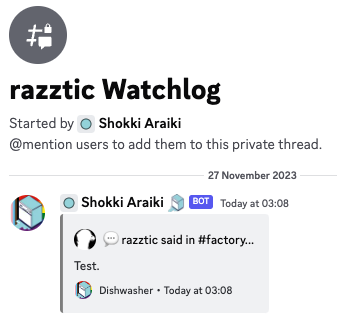 razztic Watchlog
Started by Shokki Araiki
@mention users to add them to this private thread.
27 November 2023
Shokki Araiki BOT Today at 03:08
💬 razztic said in #factory...
Test.
Dishwasher • Today at 03:08